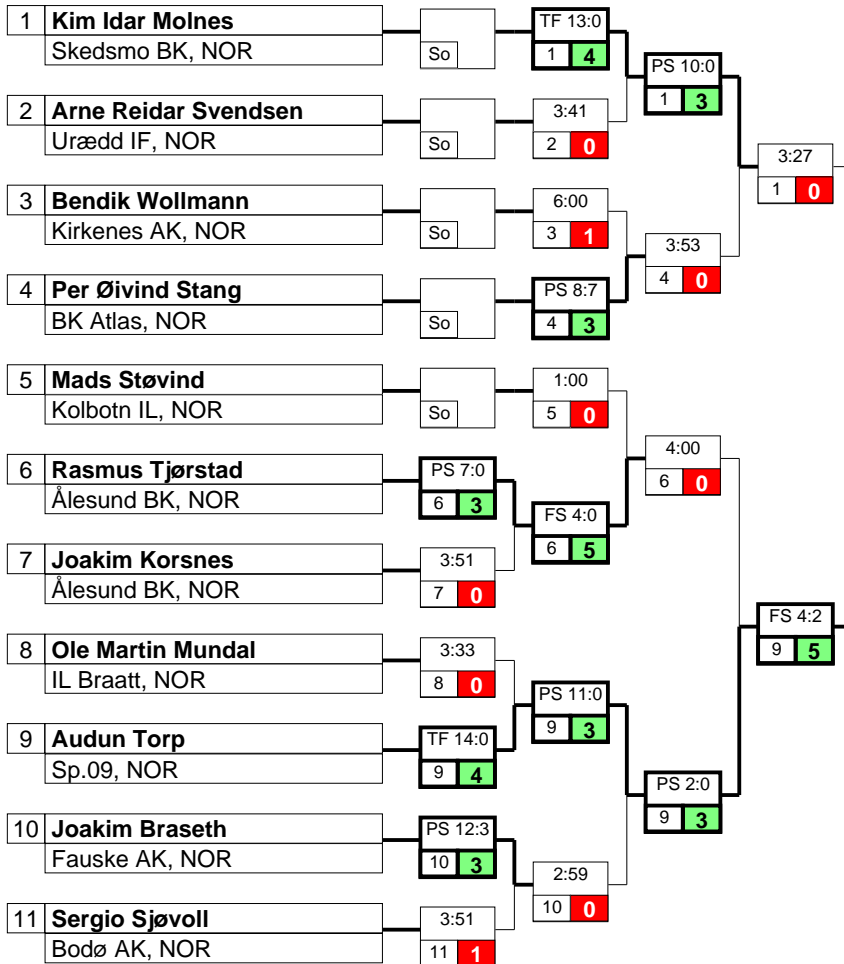 1 Kim Idar Molnes
Skedsmo BK, NOR
So
TF 13:0
1 4
PS 10:0
1 3
2 Arne Reidar Svendsen
Urædd IF, NOR
So
3:41
2 0
3:27
1 0
3 Bendik Wollmann
Kirkenes AK, NOR
So
6:00
3 1
3:53
4 0
4 Per Øivind Stang
BK Atlas, NOR
So
PS 8:7
4 3
5 Mads Støvind
Kolbotn IL, NOR
So
1:00
5 0
4:00
6 0
6 Rasmus Tjørstad
Ålesund BK, NOR
PS 7:0
6 3
FS 4:0
6 5
7 Joakim Korsnes
Ålesund BK, NOR
3:51
7 0
FS 4:2
9 5
8 Ole Martin Mundal
IL Braatt, NOR
3:33
8 0
PS 11:0
9 3
9 Audun Torp
Sp.09, NOR
TF 14:0
9 4
PS 2:0
9 3
10 Joakim Braseth
Fauske AK, NOR
PS 12:3
10 3
2:59
10 0
11 Sergio Sjøvoll
Bodø AK, NOR
3:51
11 1